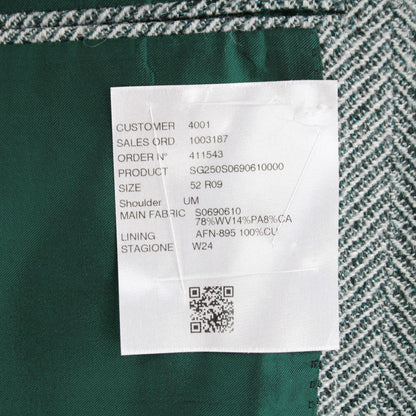 CUSTOMER 4001
SALES ORD. 1003187
ORDER N° 411543
PRODUCT SG250S0690610000
SIZE 52 R09
Shoulder UM
MAIN FABRIC S0690610
78%WV14%PA8%CA
LINING AFN-895 100%CU
STAGIONE W24